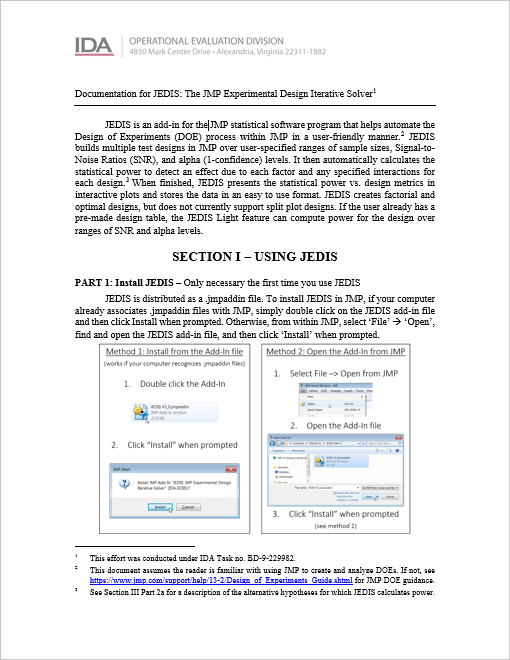 IDA OPERATIONAL EVALUATION DIVISION
4850 Mark Center Drive • Alexandria, Virginia 22311-1882
Documentation for JEDIS: The JMP Experimental Design Iterative Solver1
JEDIS is an add-in for the JMP statistical software program that helps automate the
Design of Experiments (DOE) process within JMP in a user-friendly manner.2 JEDIS
builds multiple test designs in JMP over user-specified ranges of sample sizes, Signal-to-
Noise Ratios (SNR), and alpha (1-confidence) levels. It then automatically calculates the
statistical power to detect an effect due to each factor and any specified interactions for
each design.3 When finished, JEDIS presents the statistical power vs. design metrics in
interactive plots and stores the data in an easy to use format. JEDIS creates factorial and
optimal designs, but does not currently support split plot designs. If the user already has a
pre-made design table, the JEDIS Light feature can compute power for the design over
ranges of SNR and alpha levels.
SECTION I – USING JEDIS
PART 1: Install JEDIS – Only necessary the first time you use JEDIS
JEDIS is distributed as a .jmpaddin file. To install JEDIS in JMP, if your computer
already associates .jmpaddin files with JMP, simply double click on the JEDIS add-in file
and then click Install when prompted. Otherwise, from within JMP, select ‘File’ → ‘Open’,
find and open the JEDIS add-in file, and then click ‘Install’ when prompted.
Method 1: Install from the Add-In file
(works if your computer recognizes .jmpaddin files)
1. Double click the Add-In
JMP Add-In Archive
2. Click “Install” when prompted
JMP Alert
Install JMP Add-In "JEDIS: JMP Experimental Design
Iterative Solver" (IDA.JEDIS)?
Install Cancel
Method 2: Open the Add-In from JMP
1. Select File –> Open from JMP
2. Open the Add-In file
3. Click “Install” when prompted
(see method 1)
1 This effort was conducted under IDA Task no. BD-9-229982.
2 This document assumes the reader is familiar with using JMP to create and analyze DOEs. If not, see
https://www.jmp.com/support/help/13-2/Design_of_Experiments_Guide.shtml for JMP DOE guidance.
3 See Section III Part 2a for a description of the alternative hypotheses for which JEDIS calculates power.